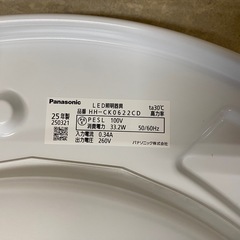 Panasonic
LED照明器具 ta30℃
品番 HH-CK0622CD 高力率
25年製
250321
PSE PESL 100V
消費電力 33.2W 50/60Hz
入力電流 0.34A
出力電圧 260V
パナソニック株式会社